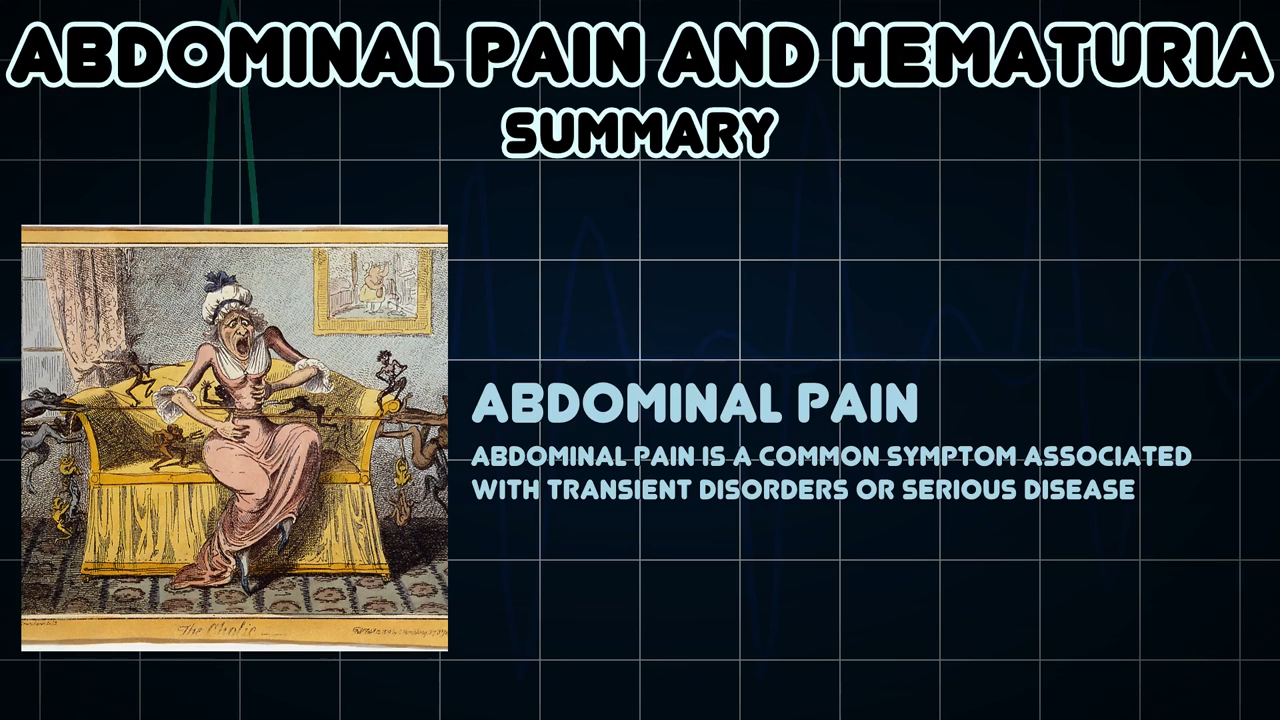 ABDOMINAL PAIN AND HEMATURIA
SUMMARY
ABDOMINAL PAIN
ABDOMINAL PAIN IS A COMMON SYMPTOM ASSOCIATED
WITH TRANSIENT DISORDERS OR SERIOUS DISEASE
The Cholic